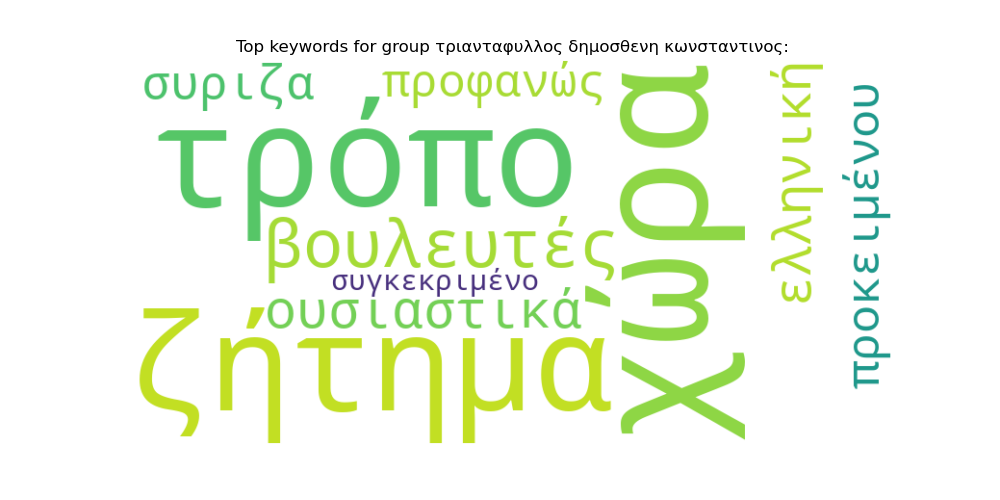 Top keywords for group τριανταφυλλος δημοσθενη κωνσταντινος:
συριζα
προφανώς
τρόπο
χώρα
ελληνική
προκειμένου
βουλευτές
συγκεκριμένο
ουσιαστικά
ζήτημα